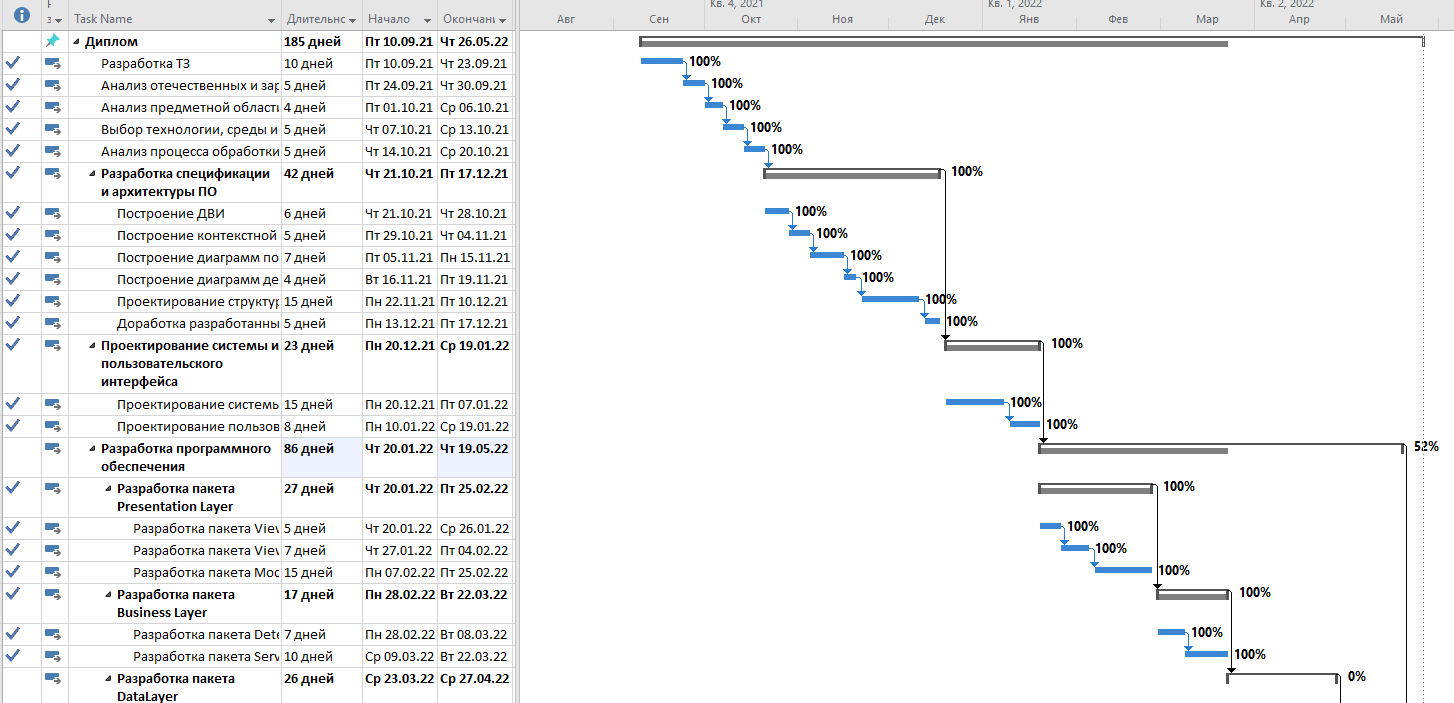 Кв. 4, 2021 Кв. 1, 2022 Кв. 2, 2022
Task Name Длительнс Начало Окончани Авг Сен Окт Ноя Дек Янв Фев Мар Апр Май
Диплом 185 дней Пт 10.09.21 Чт 26.05.22
Разработка ТЗ 10 дней Пт 10.09.21 Чт 23.09.21 100%
Анализ отечественных и зар 5 дней Пт 24.09.21 Чт 30.09.21 100%
Анализ предметной области 4 дней Пт 01.10.21 Ср 06.10.21 100%
Выбор технологии, среды и 5 дней Чт 07.10.21 Ср 13.10.21 100%
Анализ процесса обработки 5 дней Чт 14.10.21 Ср 20.10.21 100%
Разработка спецификации 42 дней Чт 21.10.21 Пт 17.12.21 100%
и архитектуры ПО
Построение ДВИ 6 дней Чт 21.10.21 Чт 28.10.21 100%
Построение контекстной 5 дней Пт 29.10.21 Чт 04.11.21 100%
Построение диаграмм по 7 дней Пт 05.11.21 Пн 15.11.21 100%
Построение диаграмм де 4 дней Вт 16.11.21 Пт 19.11.21 100%
Проектирование структур 15 дней Пн 22.11.21 Пт 10.12.21 100%
Доработка разработанны 5 дней Пн 13.12.21 Пт 17.12.21 100%
Проектирование системы и 23 дней Пн 20.12.21 Ср 19.01.22 100%
пользовательского
интерфейса
Проектирование системь 15 дней Пн 20.12.21 Пт 07.01.22 100%
Проектирование пользов 8 дней Пн 10.01.22 Ср 19.01.22 100%
Разработка программного 86 дней Чт 20.01.22 Чт 19.05.22 52%
обеспечения
Разработка пакета 27 дней Чт 20.01.22 Пт 25.02.22 100%
Presentation Layer
Разработка пакета Viev 5 дней Чт 20.01.22 Ср 26.01.22 100%
Разработка пакета Viev 7 дней Чт 27.01.22 Пт 04.02.22 100%
Разработка пакета Moc 15 дней Пн 07.02.22 Пт 25.02.22 100%
Разработка пакета 17 дней Пн 28.02.22 Вт 22.03.22 100%
Business Layer
Разработка пакета Dete 7 дней Пн 28.02.22 Вт 08.03.22 100%
Разработка пакета Serv 10 дней Ср 09.03.22 Вт 22.03.22 100%
Разработка пакета 26 дней Ср 23.03.22 Ср 27.04.22 0%
DataLayer